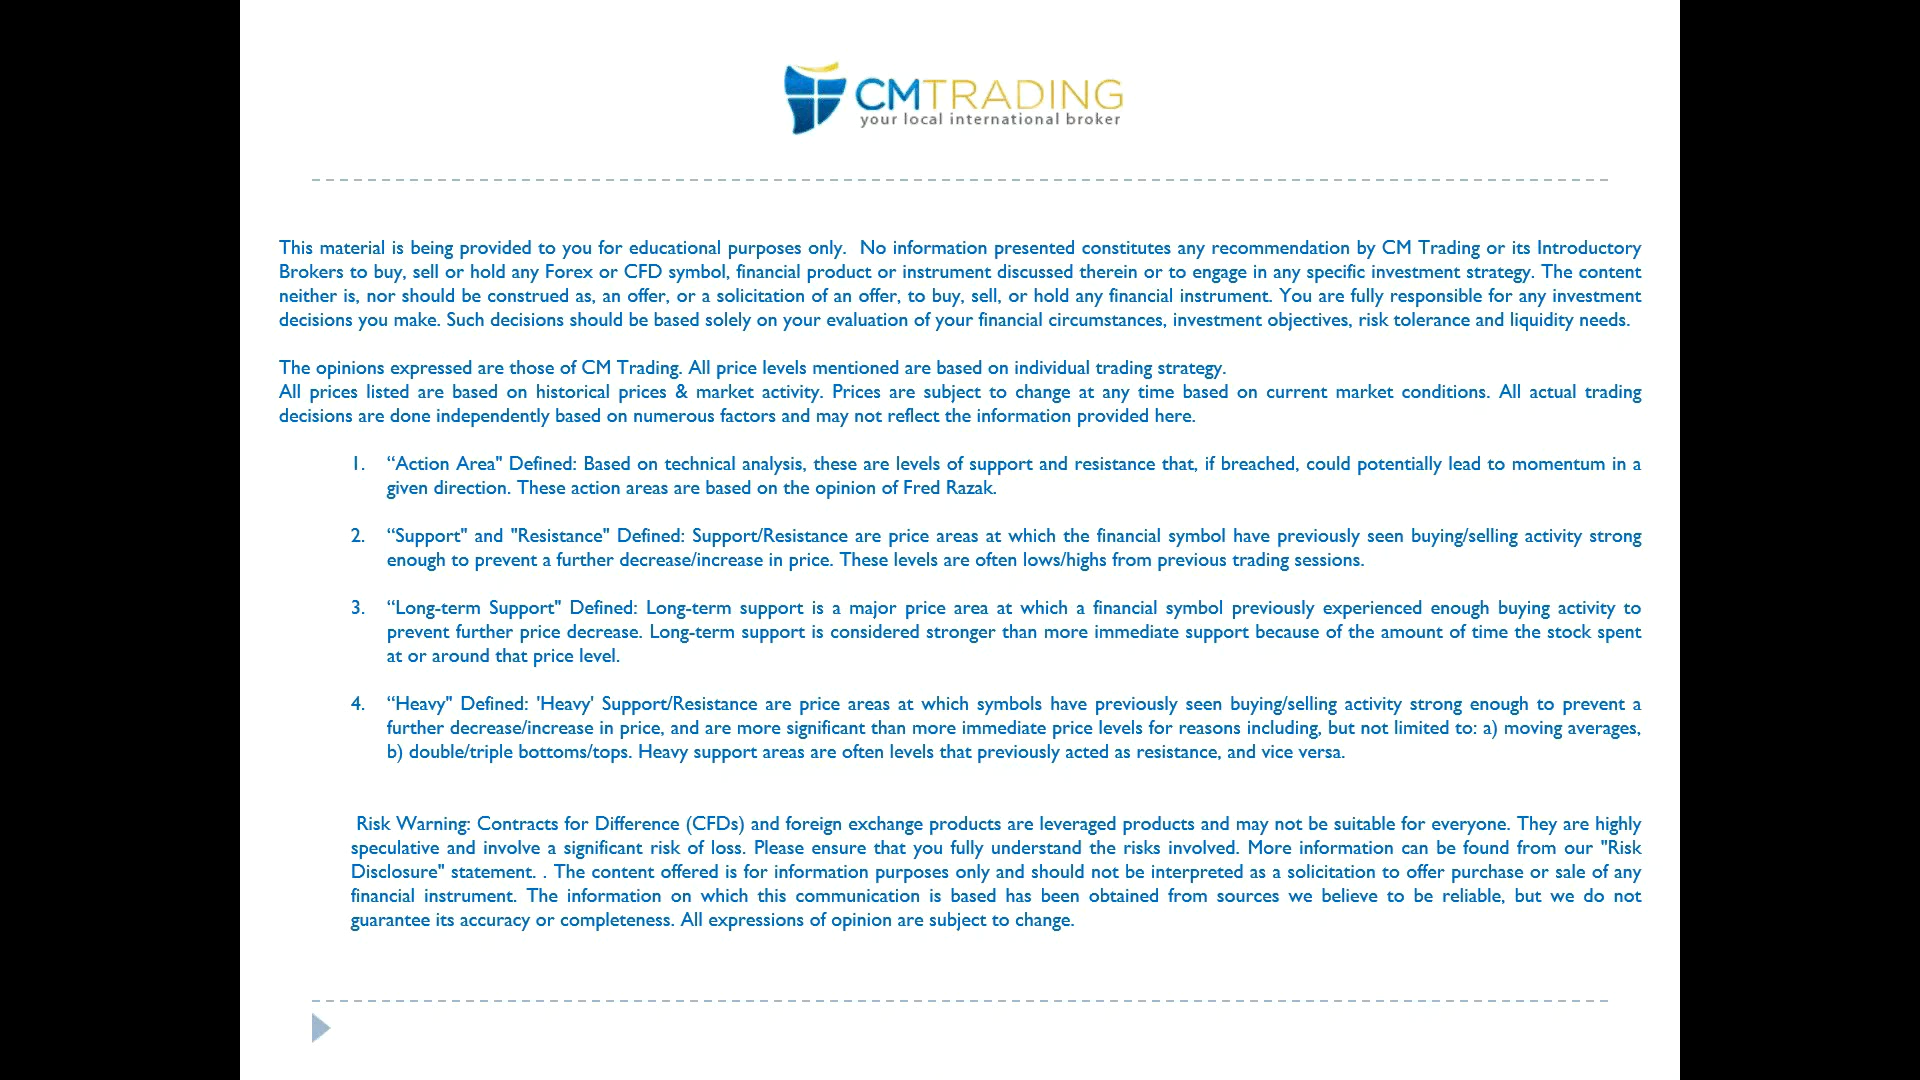 CMTRADING
your local international broker
This material is being provided to you for educational purposes only.  No information presented constitutes any recommendation by CM Trading or its Introductory
Brokers to buy, sell or hold any Forex or CFD symbol, financial product or instrument discussed therein or to engage in any specific investment strategy. The content
neither is, nor should be construed as, an offer, or a solicitation of an offer, to buy, sell, or hold any financial instrument. You are fully responsible for any investment
decisions you make. Such decisions should be based solely on your evaluation of your financial circumstances, investment objectives, risk tolerance and liquidity needs.
The opinions expressed are those of CM Trading. All price levels mentioned are based on individual trading strategy.
All prices listed are based on historical prices & market activity. Prices are subject to change at any time based on current market conditions. All actual trading
decisions are done independently based on numerous factors and may not reflect the information provided here.
1. “Action Area" Defined: Based on technical analysis, these are levels of support and resistance that, if breached, could potentially lead to momentum in a
given direction. These action areas are based on the opinion of Fred Razak.
2. “Support" and "Resistance" Defined: Support/Resistance are price areas at which the financial symbol have previously seen buying/selling activity strong
enough to prevent a further decrease/increase in price. These levels are often lows/highs from previous trading sessions.
3. “Long-term Support" Defined: Long-term support is a major price area at which a financial symbol previously experienced enough buying activity to
prevent further price decrease. Long-term support is considered stronger than more immediate support because of the amount of time the stock spent
at or around that price level.
4. “Heavy" Defined: 'Heavy' Support/Resistance are price areas at which symbols have previously seen buying/selling activity strong enough to prevent a
further decrease/increase in price, and are more significant than more immediate price levels for reasons including, but not limited to: a) moving averages,
b) double/triple bottoms/tops. Heavy support areas are often levels that previously acted as resistance, and vice versa.
Risk Warning: Contracts for Difference (CFDs) and foreign exchange products are leveraged products and may not be suitable for everyone. They are highly
speculative and involve a significant risk of loss. Please ensure that you fully understand the risks involved. More information can be found from our "Risk
Disclosure" statement. . The content offered is for information purposes only and should not be interpreted as a solicitation to offer purchase or sale of any
financial instrument. The information on which this communication is based has been obtained from sources we believe to be reliable, but we do not
guarantee its accuracy or completeness. All expressions of opinion are subject to change.